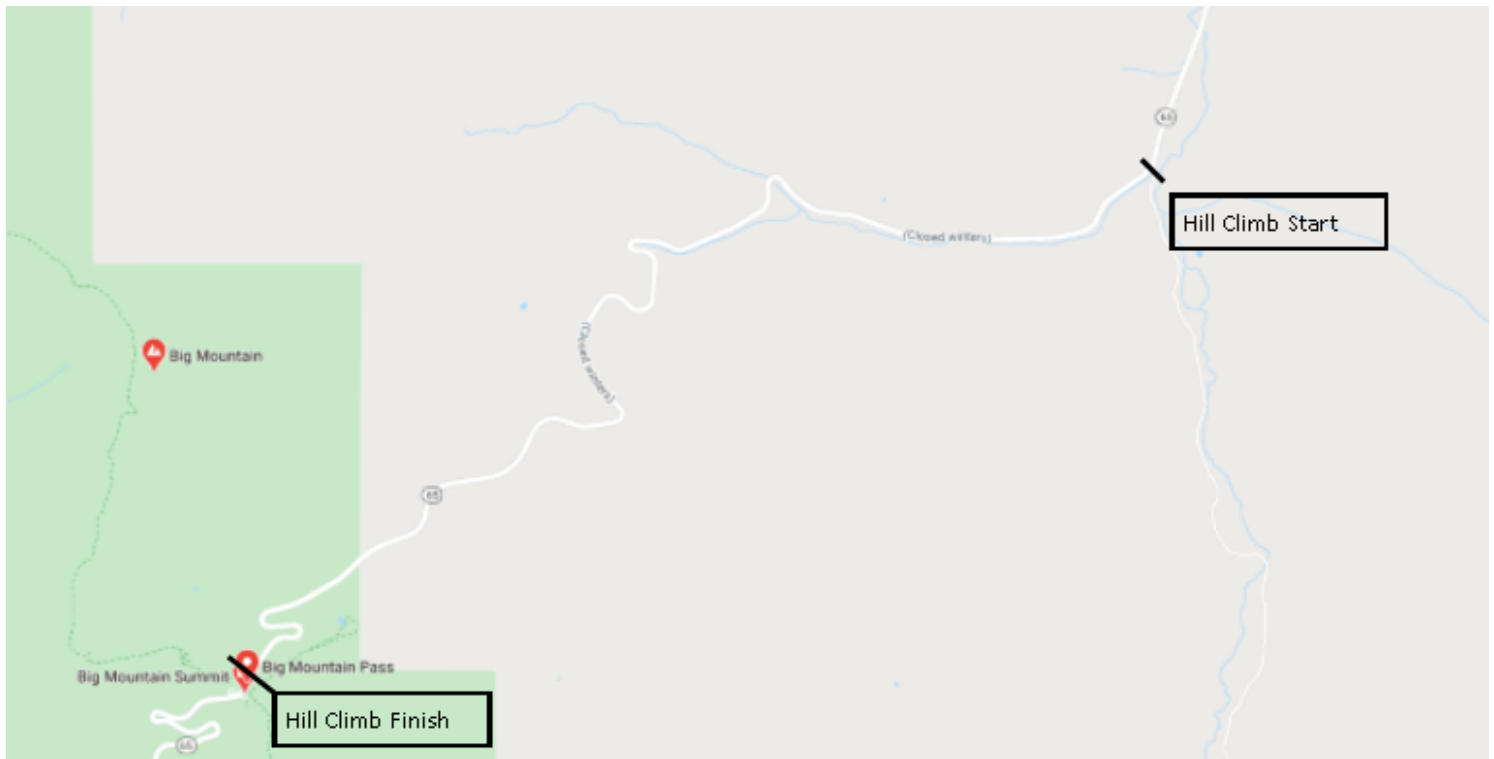 65
Hill Climb Start
(Closed winters)
Big Mountain
(Closed winters)
65
Big Mountain Pass
Big Mountain Summit
Hill Climb Finish
65